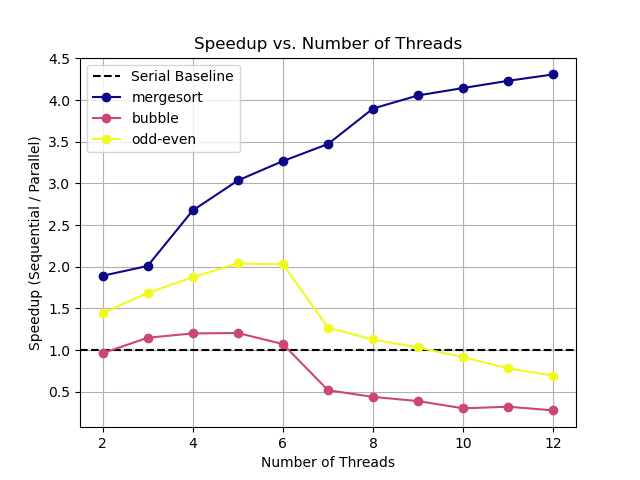 Speedup vs. Number of Threads
Speedup (Sequential / Parallel)
4.5
4.0
3.5
3.0
2.5
2.0
1.5
1.0
0.5
Serial Baseline
mergesort
bubble
odd-even
2 4 6 8 10 12
Number of Threads